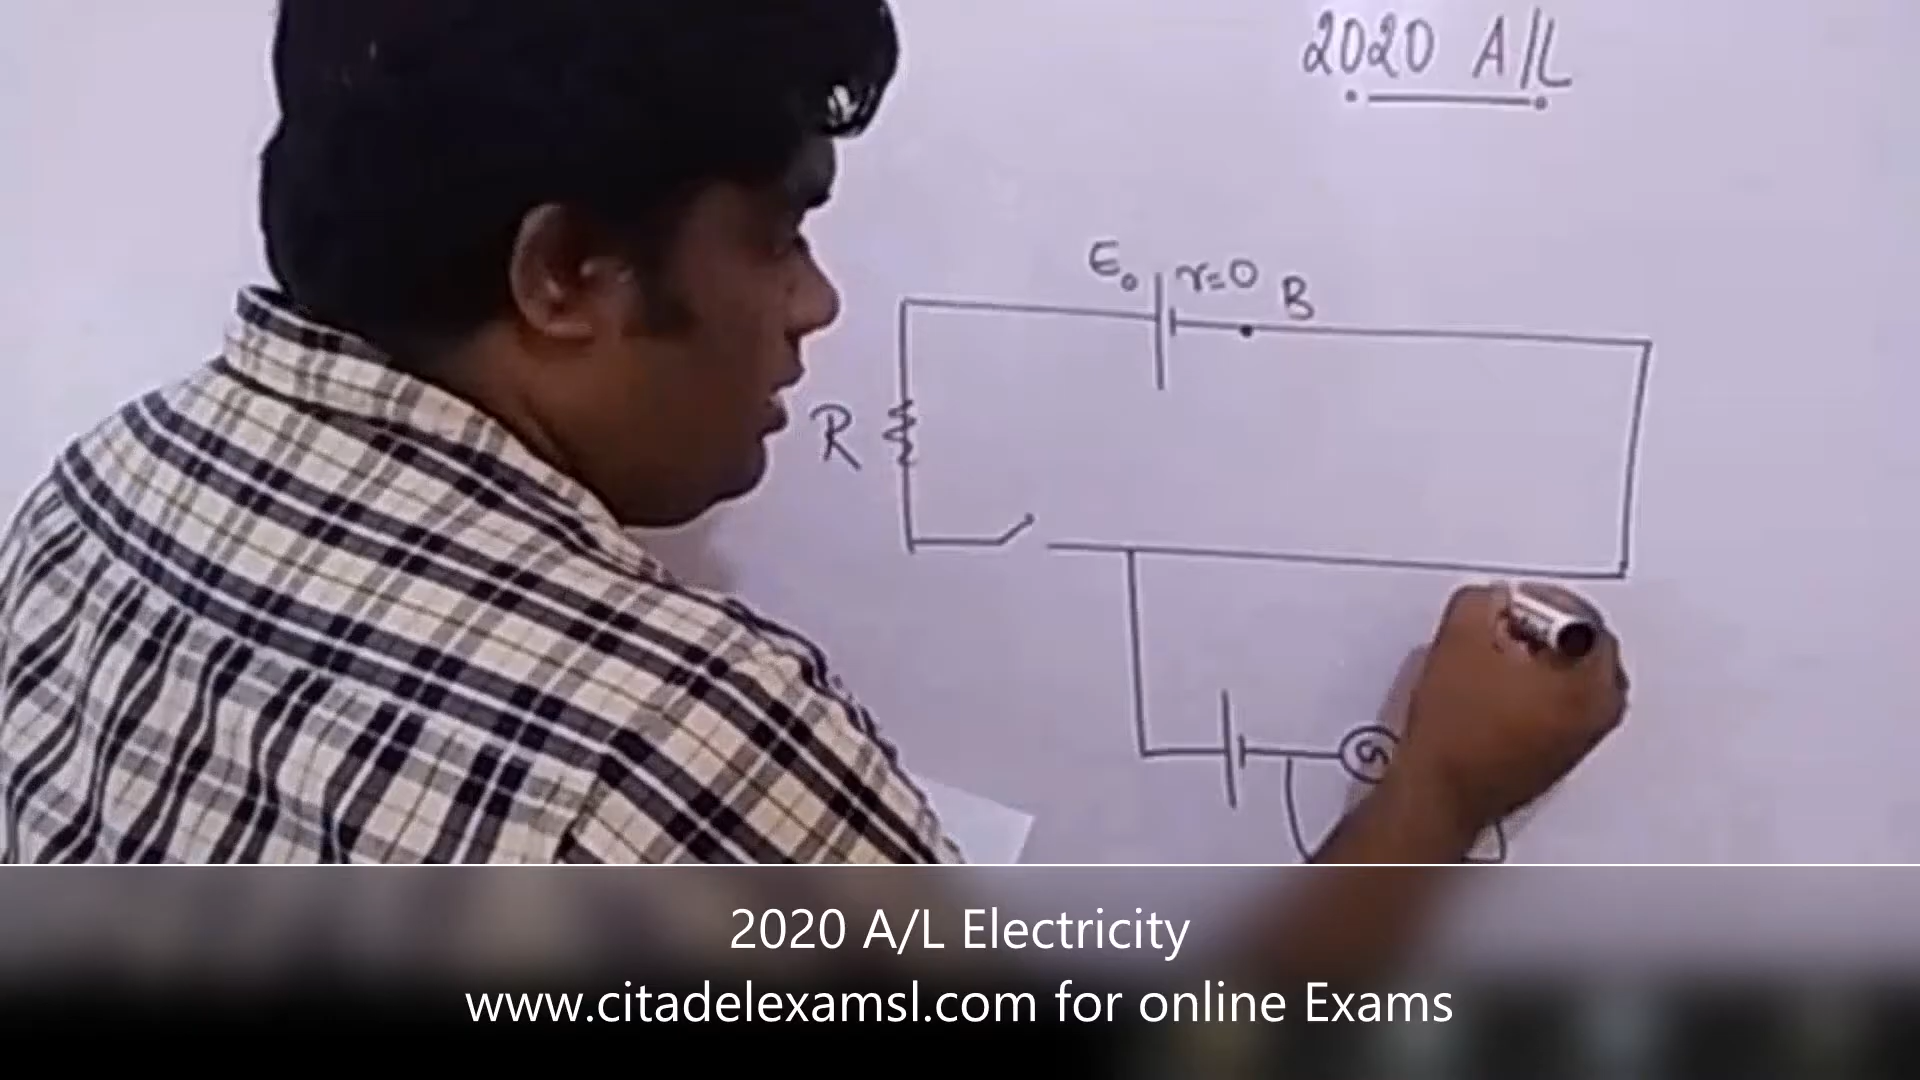 2020 A/L
E₀ r=0 B
R
G
2020 A/L Electricity
www.citadelexamsl.com for online Exams